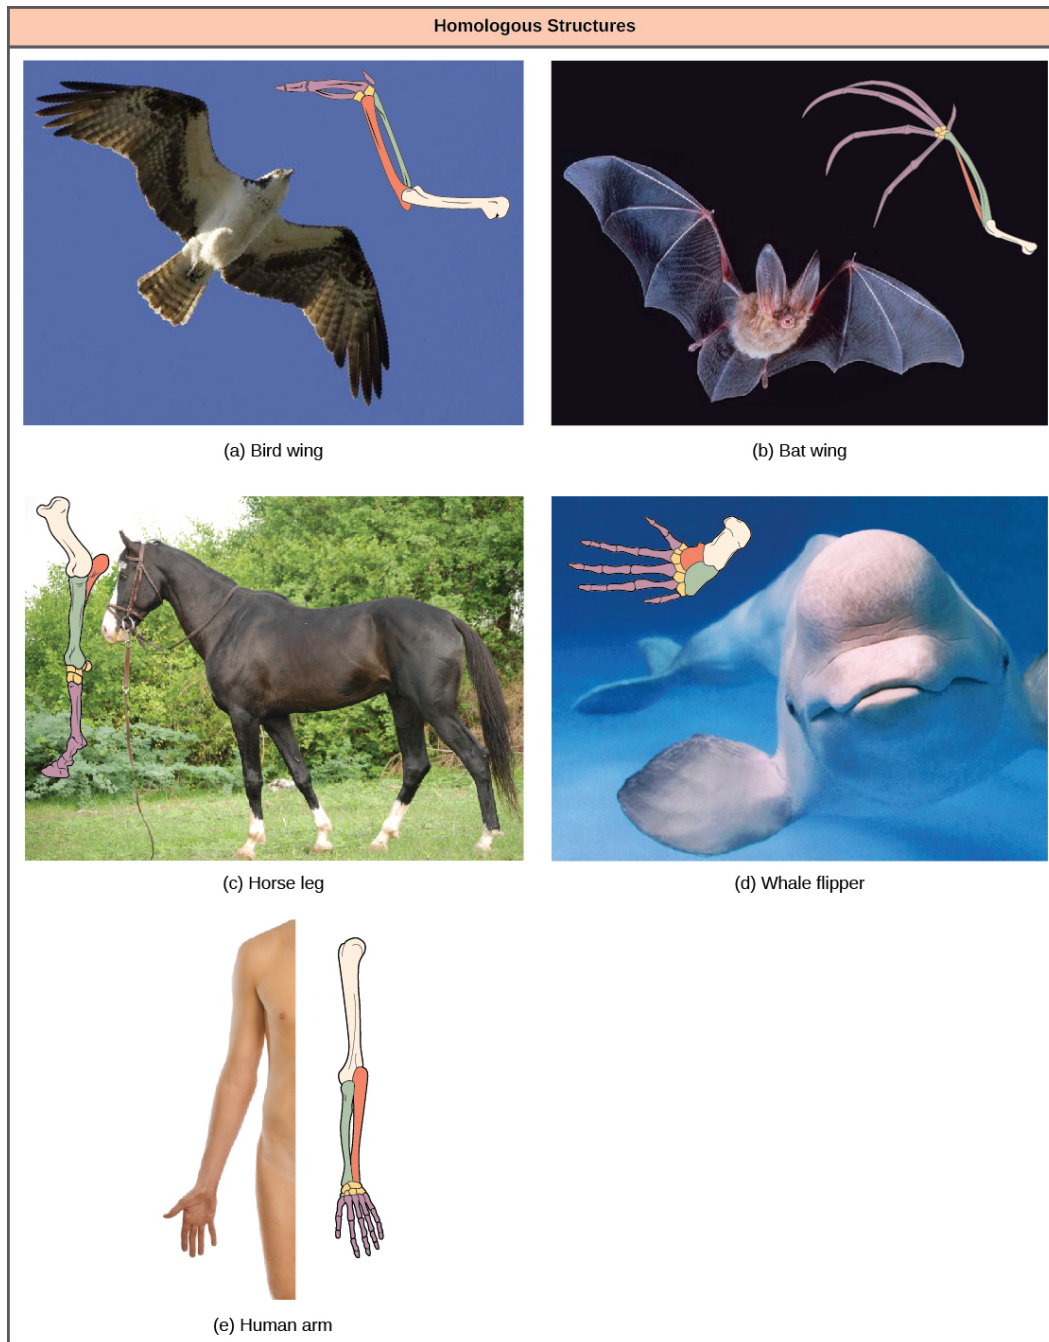 Homologous Structures
(a) Bird wing
(b) Bat wing
(c) Horse leg
(d) Whale flipper
(e) Human arm